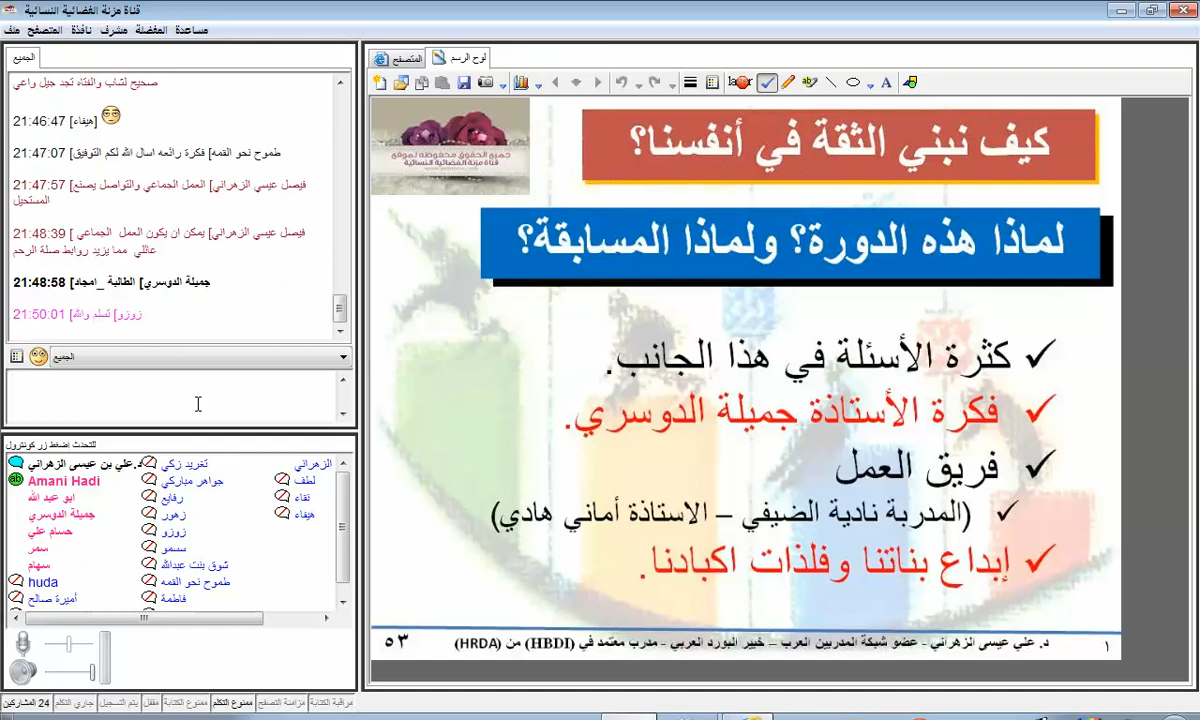 قناة مزنة الفضائية النسائية
ملف المتصفح نافذة مشرف المفضلة مساعدة
الجميع
صحيح لشاب والفتاه تجد جيل واعي
21:46:47 [هيفاء]
21:47:07 [طموح نحو القمه] فكرة رائعه اسال الله لكم التوفيق
21:47:57 [فيصل عيسي الزهراني] العمل الجماعي والتواصل يصنع
المستحيل
21:48:39 [فيصل عيسي الزهراني] يمكن ان يكون العمل الجماعي
عائلي مما يزيد روابط صلة الرحم
21:48:58 [جميلة الدوسري] الطالبة _امجاد
21:50:01 [زوزو] تسلم والله
الجميع
للتحدث اضغط زر كونترول
د.علي بن عيسى الزهراني
Amani Hadi
ابو عبد الله
جميلة الدوسري
حسام علي
سمر
سهام
huda
أميرة صالح
تغريد زكي
جواهر مباركي
رفايع
زهور
زوزو
سسمو
شوق بنت عبدالله
طموح نحو القمه
فاطمة
الزهراني
لطف
نقاء
هيفاء
24 المشاركين
جاري التكلم
يتم التسجيل
مقفل
ممنوع الكتابة
ممنوع التكلم
مزامنة التصفح
مراقبة الكتابة
المتصفح
لوح الرسم
جميع الحقوق محفوظه لموقع
قناة مزنة الفضائية النسائية
كيف نبني الثقة في أنفسنا؟
لماذا هذه الدورة؟ ولماذا المسابقة؟
✓ كثرة الأسئلة في هذا الجانب.
✓ فكرة الأستاذة جميلة الدوسري.
✓ فريق العمل
✓ (المدربة نادية الضيفي – الاستاذة أماني هادي)
✓ إبداع بناتنا وفلذات اكبادنا.
١ د. علي عيسى الزهراني - عضو شبكة المدربين العرب – خبير البورد العربي - مدرب معتمد في (HBDI) من (HRDA) ٥٣